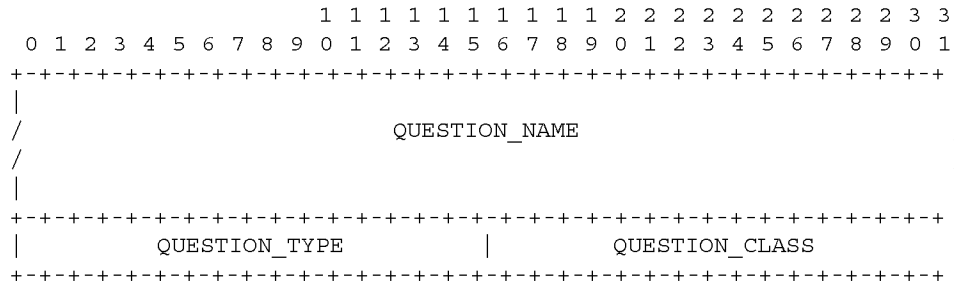 1 1 1 1 1 1 1 1 1 1 2 2 2 2 2 2 2 2 2 2 3 3
 0 1 2 3 4 5 6 7 8 9 0 1 2 3 4 5 6 7 8 9 0 1 2 3 4 5 6 7 8 9 0 1
+-+-+-+-+-+-+-+-+-+-+-+-+-+-+-+-+-+-+-+-+-+-+-+-+-+-+-+-+-+-+-+-+
|
/                         QUESTION_NAME
/
|
+-+-+-+-+-+-+-+-+-+-+-+-+-+-+-+-+-+-+-+-+-+-+-+-+-+-+-+-+-+-+-+-+
|         QUESTION_TYPE         |        QUESTION_CLASS
+-+-+-+-+-+-+-+-+-+-+-+-+-+-+-+-+-+-+-+-+-+-+-+-+-+-+-+-+-+-+-+-+